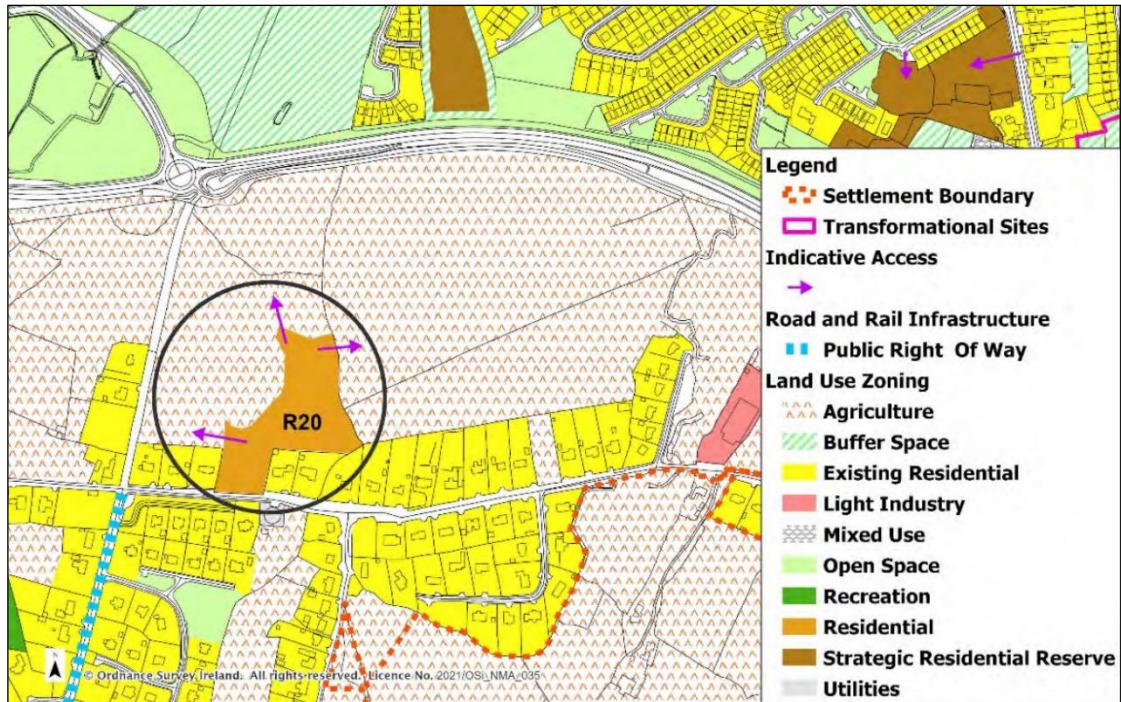 R20
Legend
Settlement Boundary
Transformational Sites
Indicative Access
Road and Rail Infrastructure
Public Right Of Way
Land Use Zoning
Agriculture
Buffer Space
Existing Residential
Light Industry
Mixed Use
Open Space
Recreation
Residential
Strategic Residential Reserve
Utilities
© Ordnance Survey Ireland. All rights reserved. Licence No. 2021/OSi_NMA_035